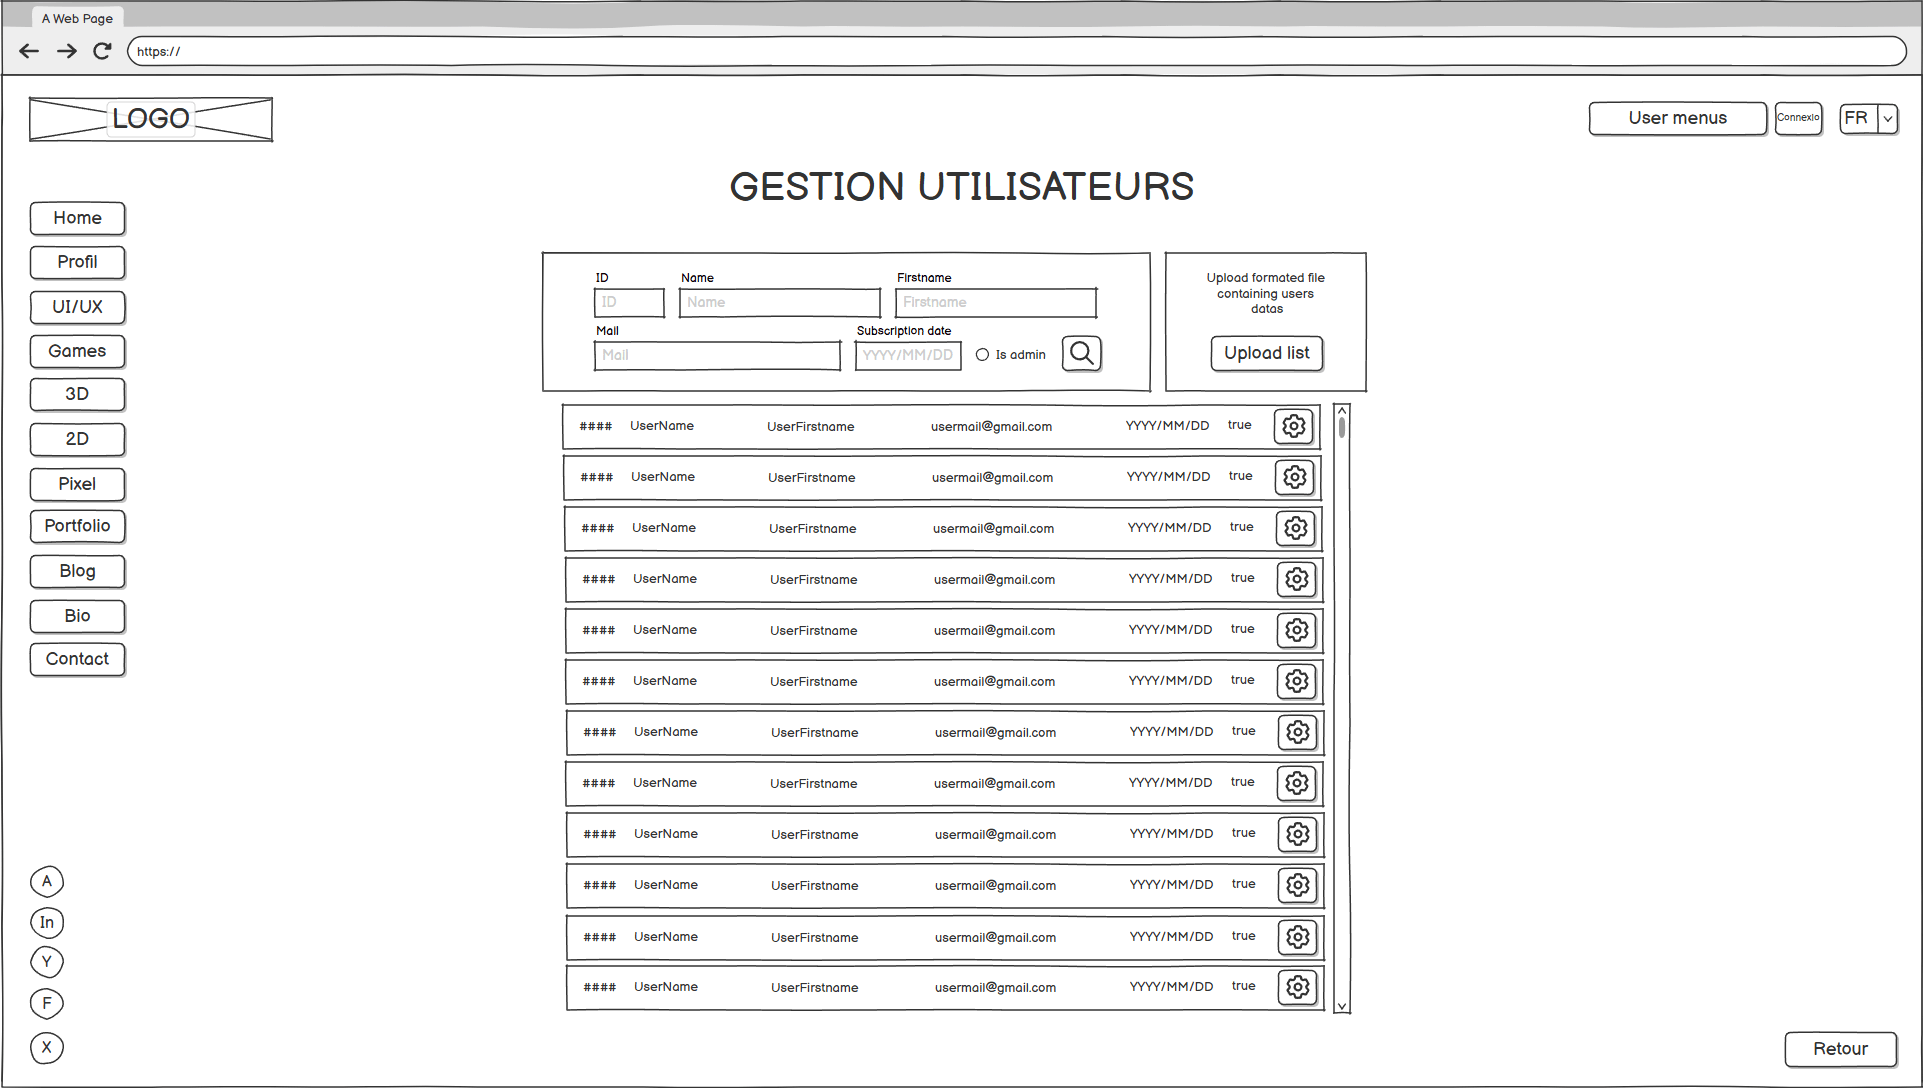 A Web Page
https://
LOGO
User menus
Connexio
FR
GESTION UTILISATEURS
Home
Profil
UI/UX
Games
3D
2D
Pixel
Portfolio
Blog
Bio
Contact
ID
Name
Firstname
ID
Name
Firstname
Mail
Subscription date
Mail
YYYY/MM/DD
Is admin
Upload formated file
containing users
datas
Upload list
#### UserName UserFirstname usermail@gmail.com YYYY/MM/DD true
#### UserName UserFirstname usermail@gmail.com YYYY/MM/DD true
#### UserName UserFirstname usermail@gmail.com YYYY/MM/DD true
#### UserName UserFirstname usermail@gmail.com YYYY/MM/DD true
#### UserName UserFirstname usermail@gmail.com YYYY/MM/DD true
#### UserName UserFirstname usermail@gmail.com YYYY/MM/DD true
#### UserName UserFirstname usermail@gmail.com YYYY/MM/DD true
#### UserName UserFirstname usermail@gmail.com YYYY/MM/DD true
#### UserName UserFirstname usermail@gmail.com YYYY/MM/DD true
#### UserName UserFirstname usermail@gmail.com YYYY/MM/DD true
#### UserName UserFirstname usermail@gmail.com YYYY/MM/DD true
#### UserName UserFirstname usermail@gmail.com YYYY/MM/DD true
A
In
Y
F
X
Retour